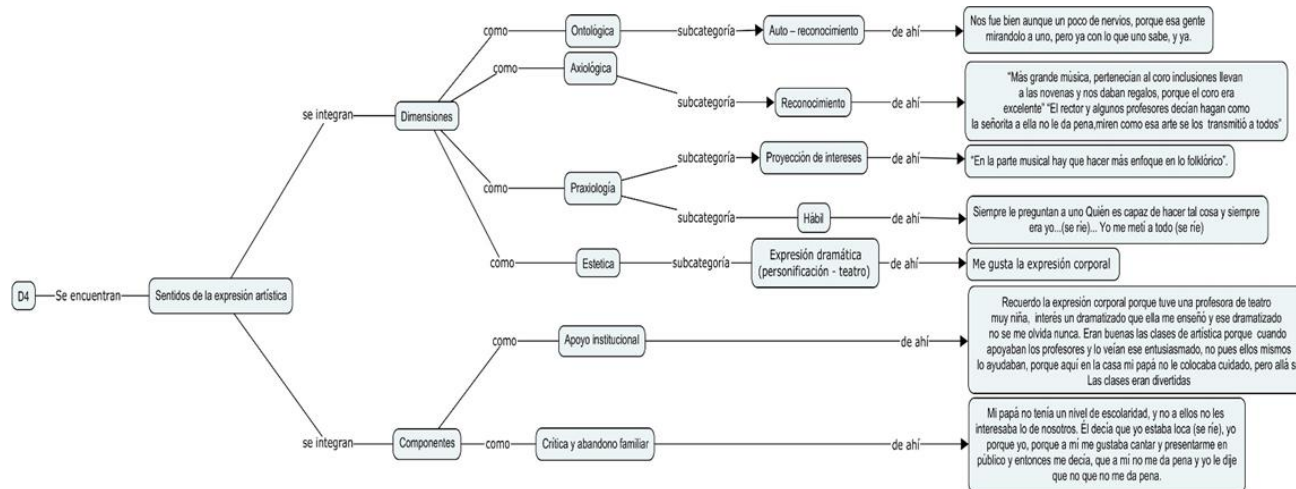 como
Ontológica
subcategoría
Auto – reconocimiento
de ahí
Nos fue bien aunque un poco de nervios, porque esa gente
mirandolo a uno, pero ya con lo que uno sabe, y ya.
como
Axiológica
subcategoría
Reconocimiento
de ahí
"Más grande música, pertenecían al coro inclusiones llevan
a las novenas y nos daban regalos, porque el coro era
excelente" "El rector y algunos profesores decían hagan como
la señorita a ella no le da pena,miren como esa arte se los transmitió a todos"
se integran
Dimensiones
subcategoría
Proyección de intereses
de ahí
"En la parte musical hay que hacer más enfoque en lo folklórico".
como
Praxiología
subcategoría
Hábil
de ahí
Siempre le preguntan a uno Quién es capaz de hacer tal cosa y siempre
era yo...(se ríe)... Yo me metí a todo (se ríe)
como
Estetica
subcategoría
Expresión dramática
(personificación - teatro)
de ahí
Me gusta la expresión corporal
D4
Se encuentran
Sentidos de la expresión artística
como
Apoyo institucional
de ahí
Recuerdo la expresión corporal porque tuve una profesora de teatro
muy niña, interés un dramatizado que ella me enseñó y ese dramatizado
no se me olvida nunca. Eran buenas las clases de artística porque cuando
apoyaban los profesores y lo veían ese entusiasmado, no pues ellos mismos
lo ayudaban, porque aquí en la casa mi papá no le colocaba cuidado, pero allá s
Las clases eran divertidas
se integran
Componentes
como
Crítica y abandono familiar
de ahí
Mi papá no tenía un nivel de escolaridad, y no a ellos no les
interesaba lo de nosotros. Él decía que yo estaba loca (se ríe), yo
porque yo, porque a mí me gustaba cantar y presentarme en
público y entonces me decía, que a mi no me da pena y yo le dije
que no que no me da pena.